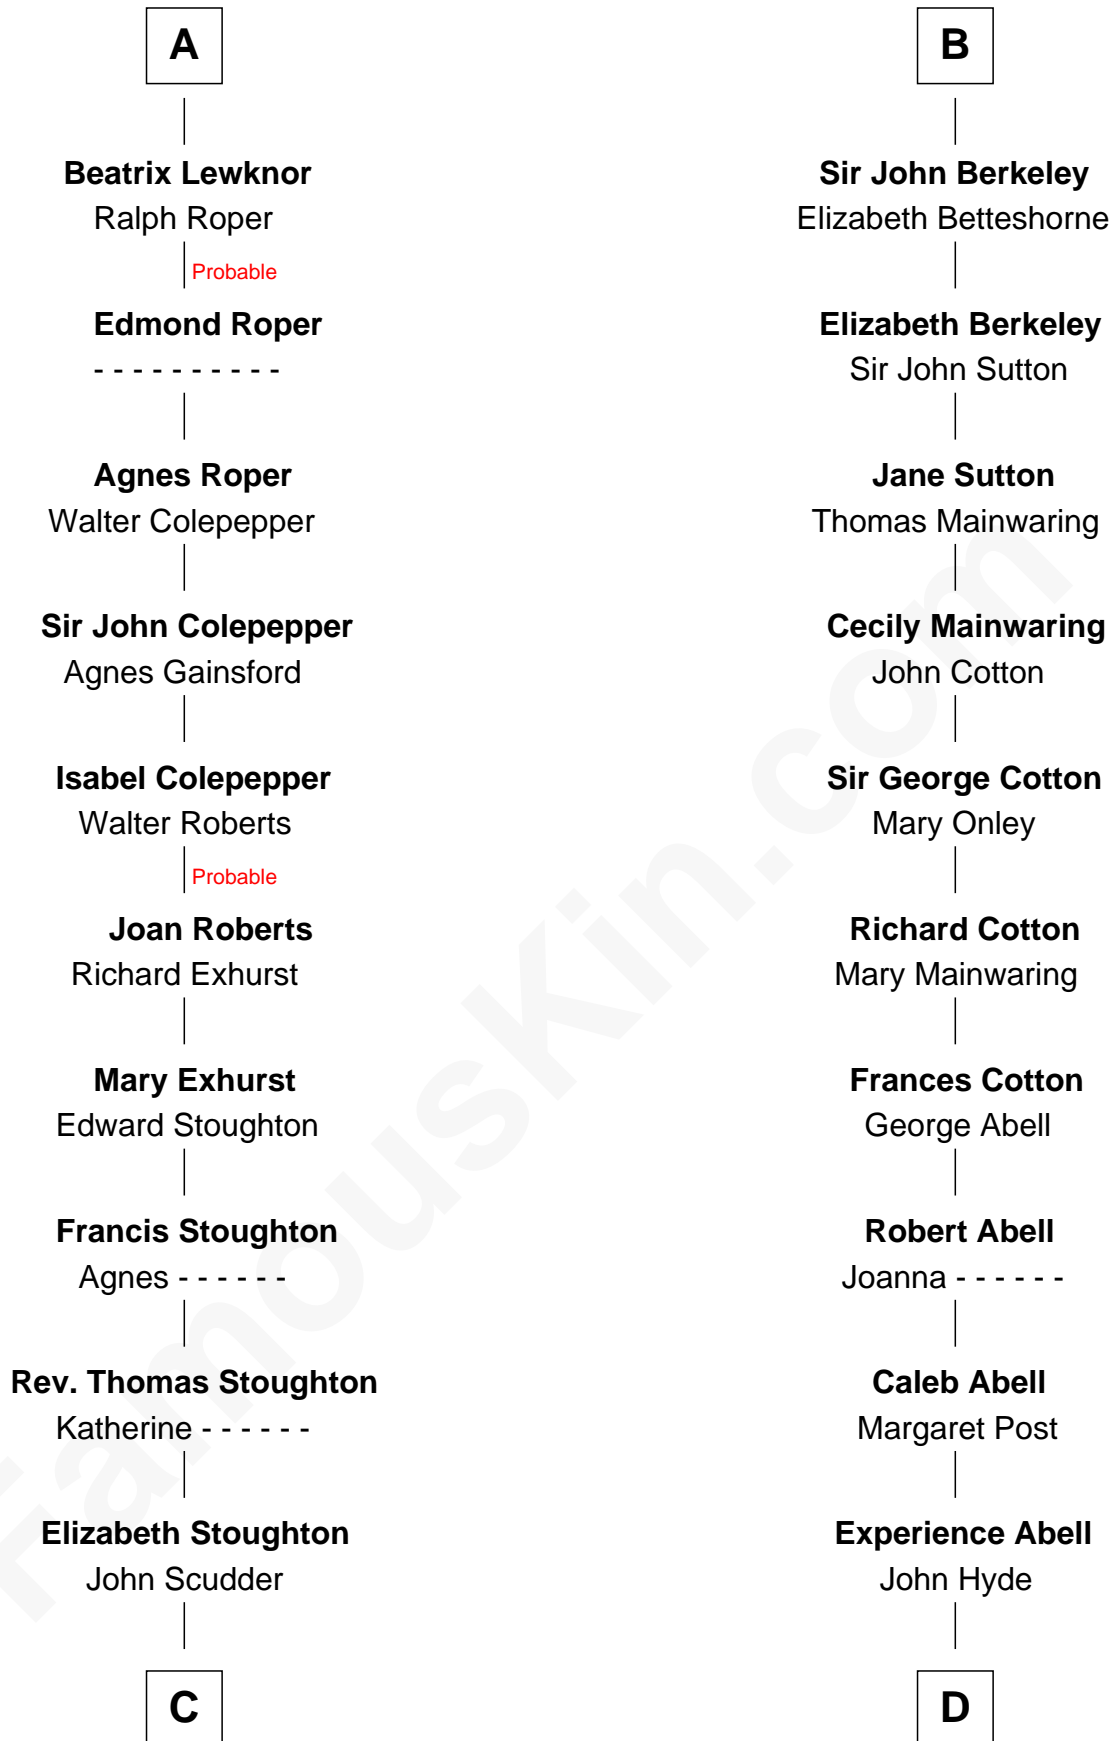 A
Beatrix Lewknor
Ralph Roper
Probable
Edmond Roper
- - - - - - - - - -
Agnes Roper
Walter Colepepper
Sir John Colepepper
Agnes Gainsford
Isabel Colepepper
Walter Roberts
Probable
Joan Roberts
Richard Exhurst
Mary Exhurst
Edward Stoughton
Francis Stoughton
Agnes - - - - - -
Rev. Thomas Stoughton
Katherine - - - - - -
Elizabeth Stoughton
John Scudder
C
B
Sir John Berkeley
Elizabeth Betteshorne
Elizabeth Berkeley
Sir John Sutton
Jane Sutton
Thomas Mainwaring
Cecily Mainwaring
John Cotton
Sir George Cotton
Mary Onley
Richard Cotton
Mary Mainwaring
Frances Cotton
George Abell
Robert Abell
Joanna - - - - - -
Caleb Abell
Margaret Post
Experience Abell
John Hyde
D
FamousKin.com